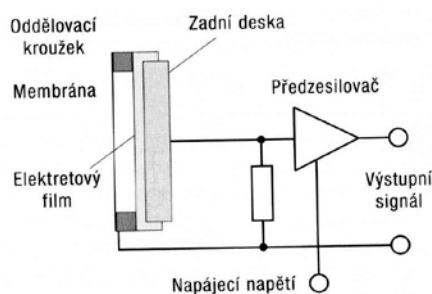 Oddělovací
kroužek
Zadní deska
Membrána
Předzesilovač
Elektretový
film
Výstupní
signál
Napájecí napětí